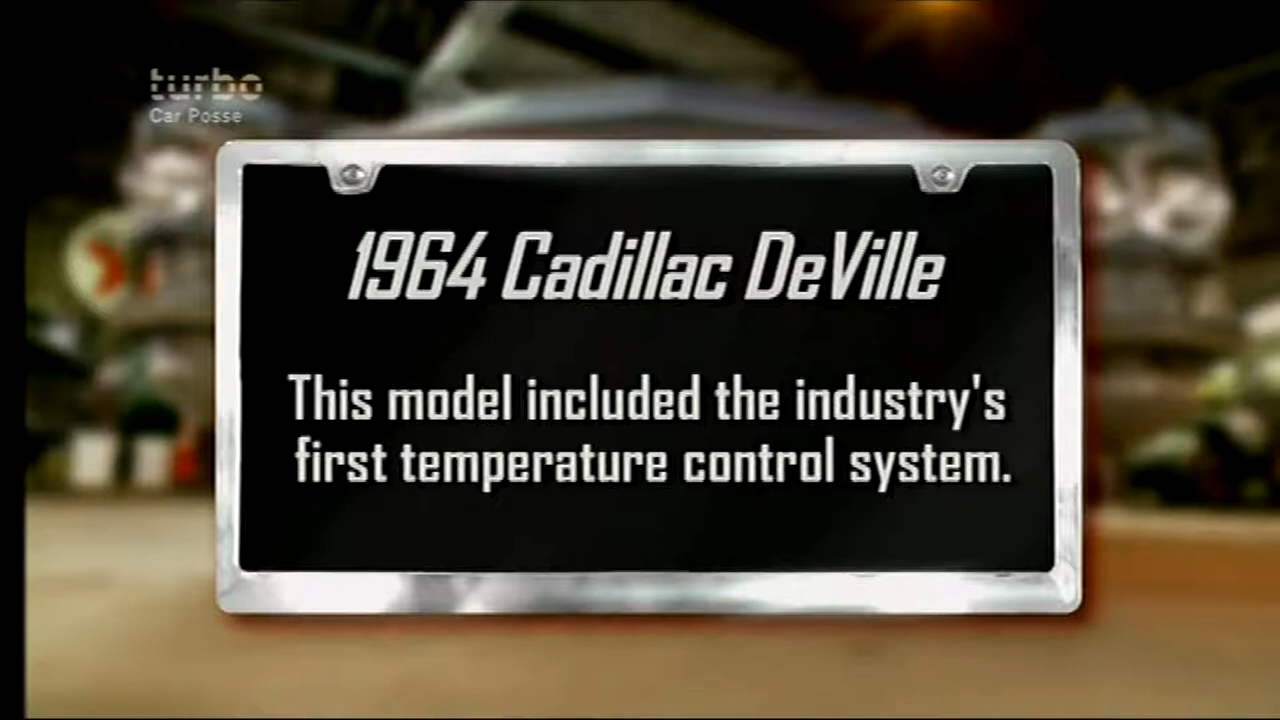 turbo
Car Posse
1964 Cadillac DeVille
This model included the industry's
first temperature control system.